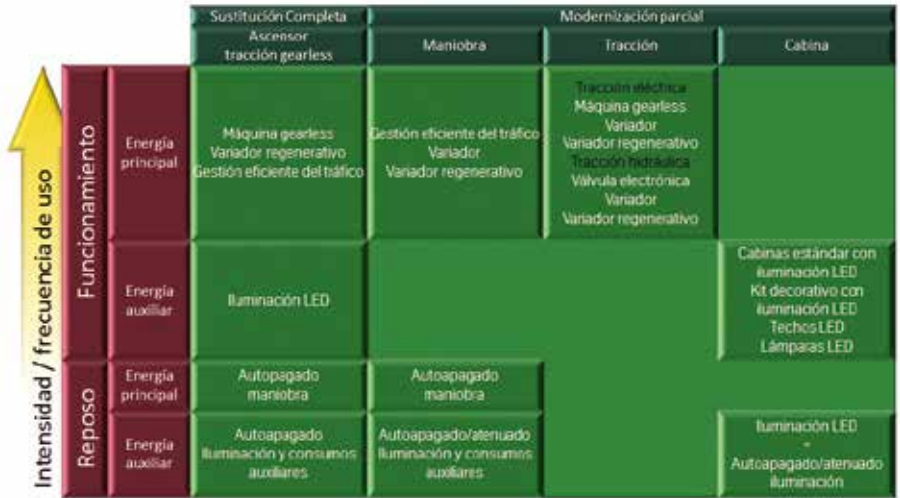 Sustitución Completa
Modernización parcial
Ascensor
tracción gearless
Maniobra
Tracción
Cabina
Intensidad / frecuencia de uso
Funcionamiento
Energía
principal
Máquina gearless
Variador regenerativo
Gestión eficiente del tráfico
Gestión eficiente del tráfico
Variador
Variador regenerativo
Tracción eléctrica
Máquina gearless
Variador
Variador regenerativo
Tracción hidráulica
Válvula electrónica
Variador
Variador regenerativo
Energía
auxiliar
Iluminación LED
Cabinas estándar con
iluminación LED
Kit decorativo con
iluminación LED
Techos LED
Lámparas LED
Reposo
Energía
principal
Autopagado
maniobra
Autoapagado
maniobra
Energía
auxiliar
Autoapagado
Iluminación y consumos
auxiliares
Autoapagado/atenuado
Iluminación y consumos
auxiliares
Iluminación LED
-
Autoapagado/atenuado
iluminación